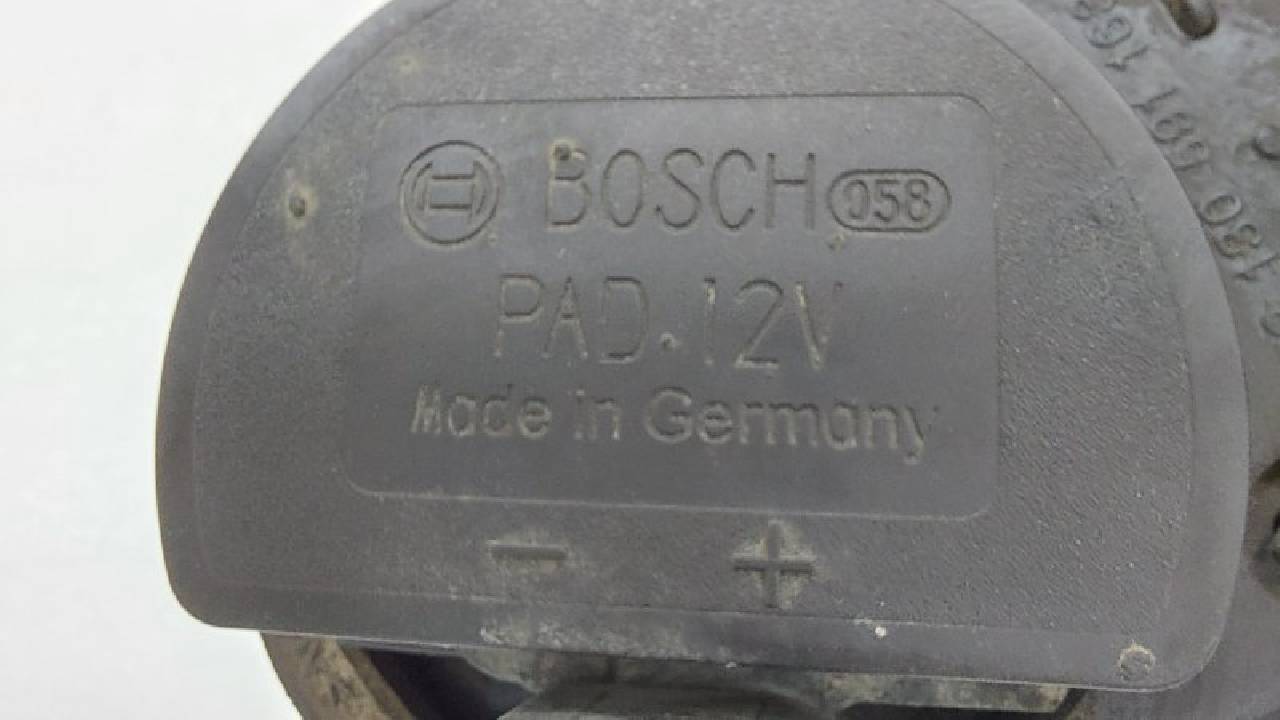 BOSCH 058
PAD.12V
Made in Germany
- +